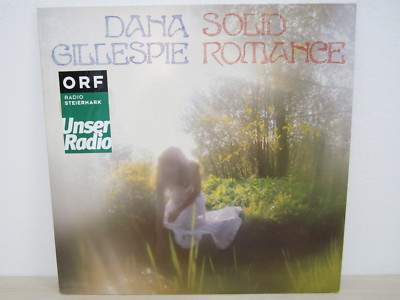 DANA SOLID
GILLESPIE ROMANCE
ORF
RADIO
STEIERMARK
Unser
Radio